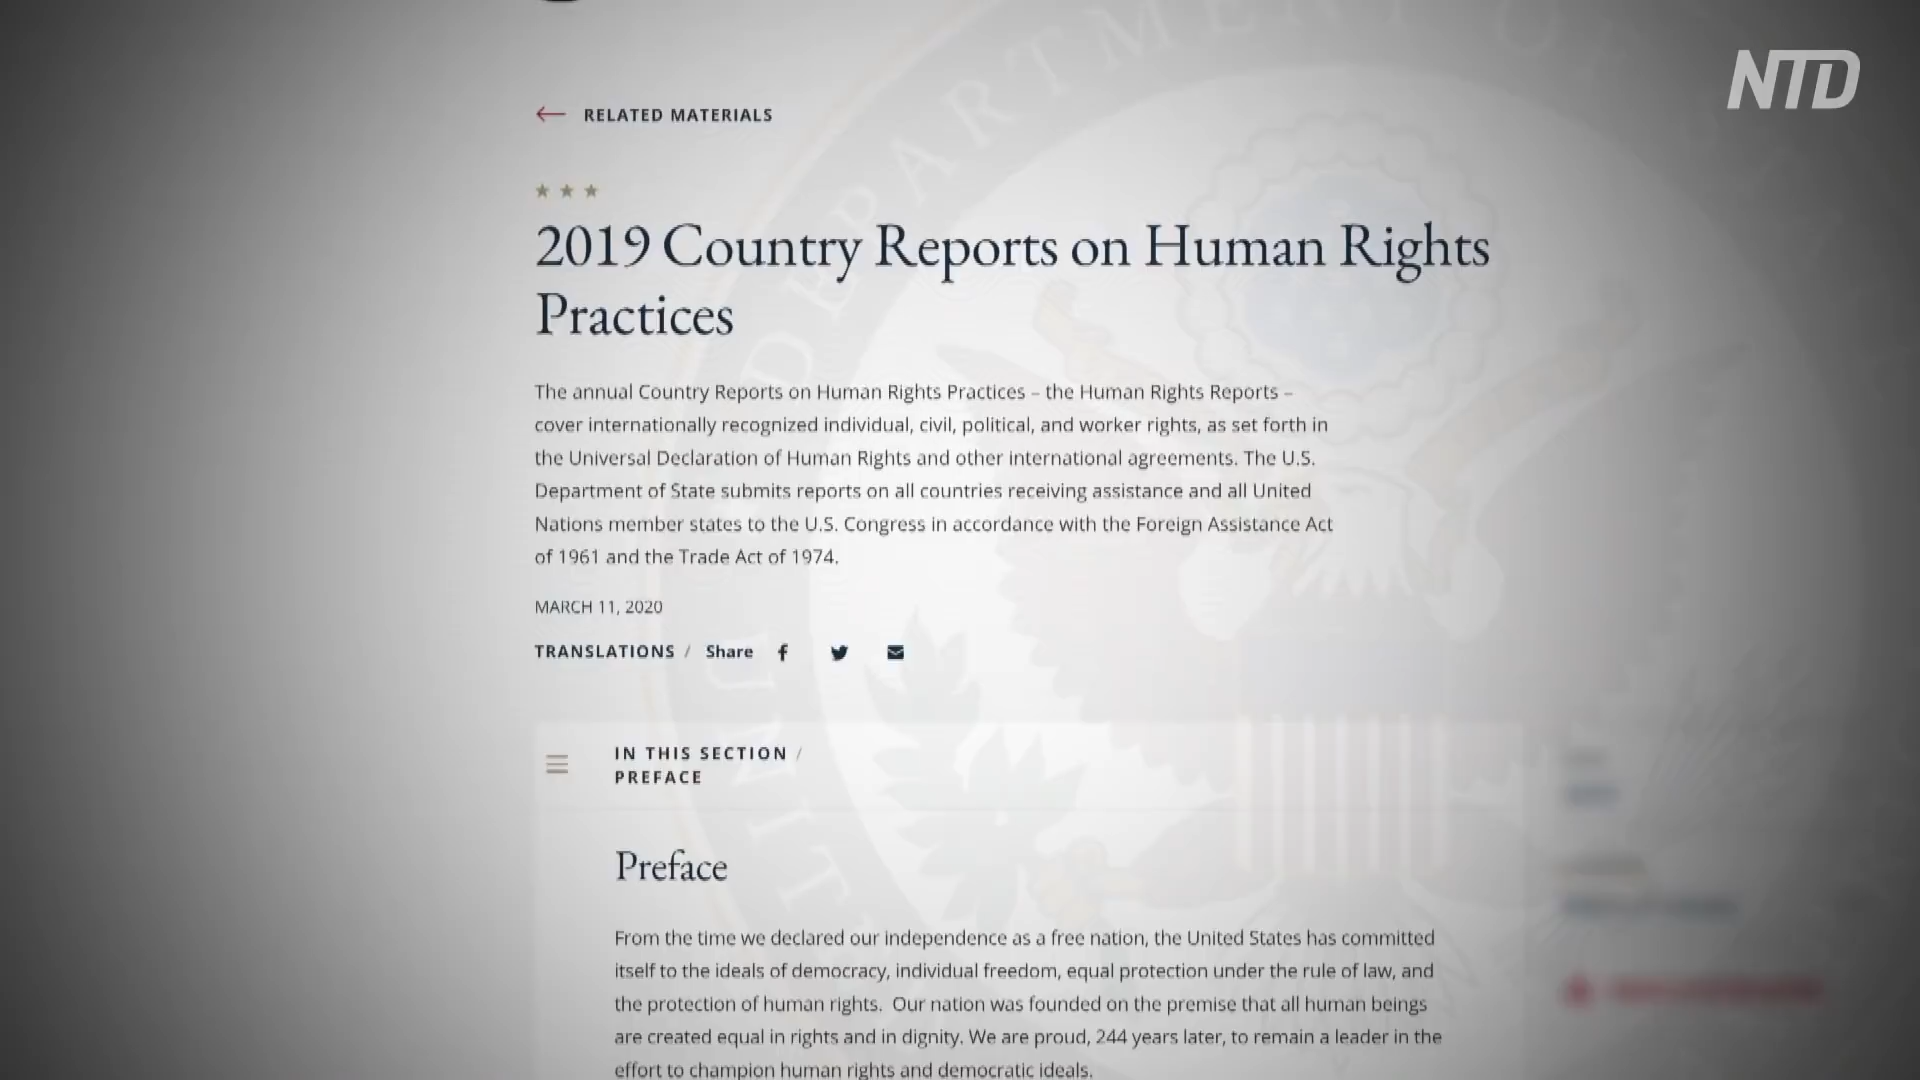 NTD
RELATED MATERIALS
2019 Country Reports on Human Rights
Practices
The annual Country Reports on Human Rights Practices – the Human Rights Reports –
cover internationally recognized individual, civil, political, and worker rights, as set forth in
the Universal Declaration of Human Rights and other international agreements. The U.S.
Department of State submits reports on all countries receiving assistance and all United
Nations member states to the U.S. Congress in accordance with the Foreign Assistance Act
of 1961 and the Trade Act of 1974.
MARCH 11, 2020
TRANSLATIONS / Share
IN THIS SECTION /
PREFACE
Preface
From the time we declared our independence as a free nation, the United States has committed
itself to the ideals of democracy, individual freedom, equal protection under the rule of law, and
the protection of human rights. Our nation was founded on the premise that all human beings
are created equal in rights and in dignity. We are proud, 244 years later, to remain a leader in the
effort to champion human rights and democratic ideals.